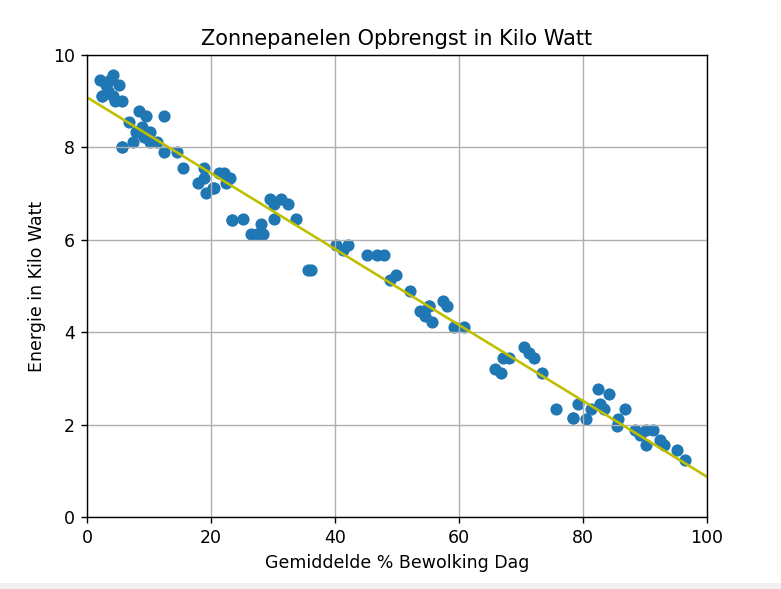 Zonnepanelen Opbrengst in Kilo Watt
10
8
6
4
2
0
Energie in Kilo Watt
0 20 40 60 80 100
Gemiddelde % Bewolking Dag